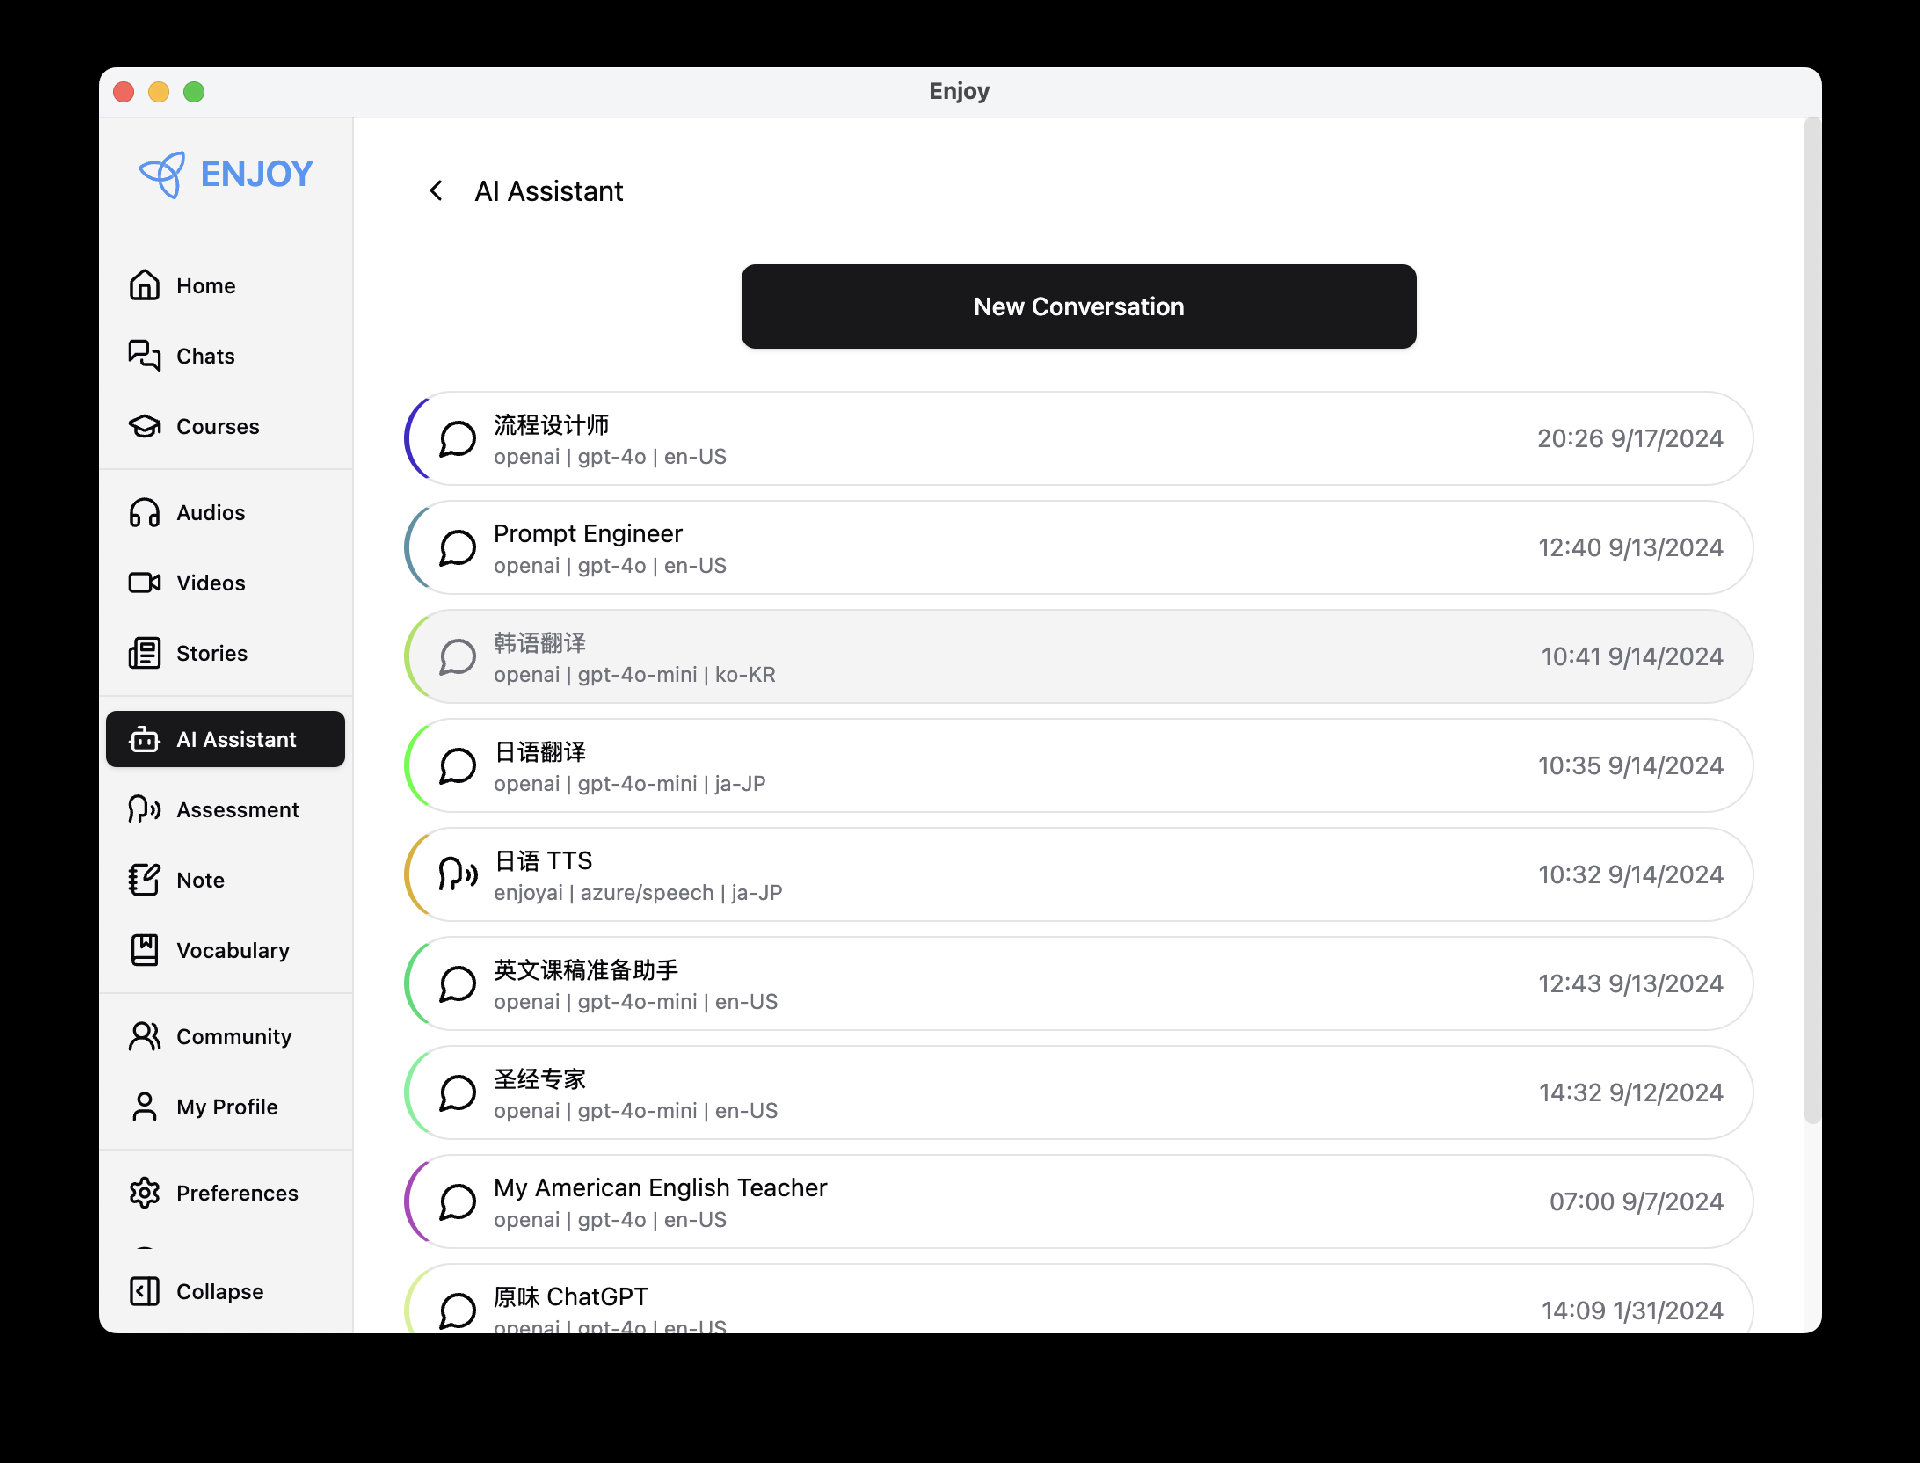 Enjoy
ENJOY
Home
Chats
Courses
Audios
Videos
Stories
AI Assistant
Assessment
Note
Vocabulary
Community
My Profile
Preferences
Collapse
AI Assistant
New Conversation
流程设计师
openai | gpt-4o | en-US
20:26 9/17/2024
Prompt Engineer
openai | gpt-4o | en-US
12:40 9/13/2024
韩语翻译
openai | gpt-4o-mini | ko-KR
10:41 9/14/2024
日语翻译
openai | gpt-4o-mini | ja-JP
10:35 9/14/2024
日语 TTS
enjoyai | azure/speech | ja-JP
10:32 9/14/2024
英文课稿准备助手
openai | gpt-4o-mini | en-US
12:43 9/13/2024
圣经专家
openai | gpt-4o-mini | en-US
14:32 9/12/2024
My American English Teacher
openai | gpt-4o | en-US
07:00 9/7/2024
原味 ChatGPT
openai | gpt-4o | en-US
14:09 1/31/2024